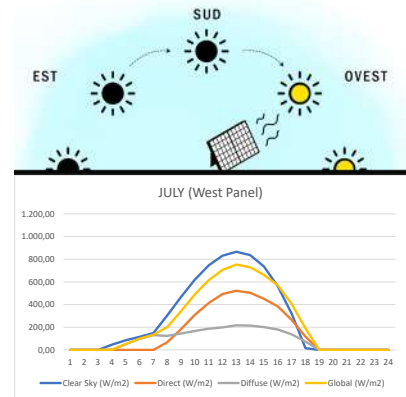 SUD
EST
OVEST
JULY (West Panel)
1.200,00
1.000,00
800,00
600,00
400,00
200,00
0,00
1 2 3 4 5 6 7 8 9 10 11 12 13 14 15 16 17 18 19 20 21 22 23 24
Clear Sky (W/m2) Direct (W/m2) Diffuse (W/m2) Global (W/m2)